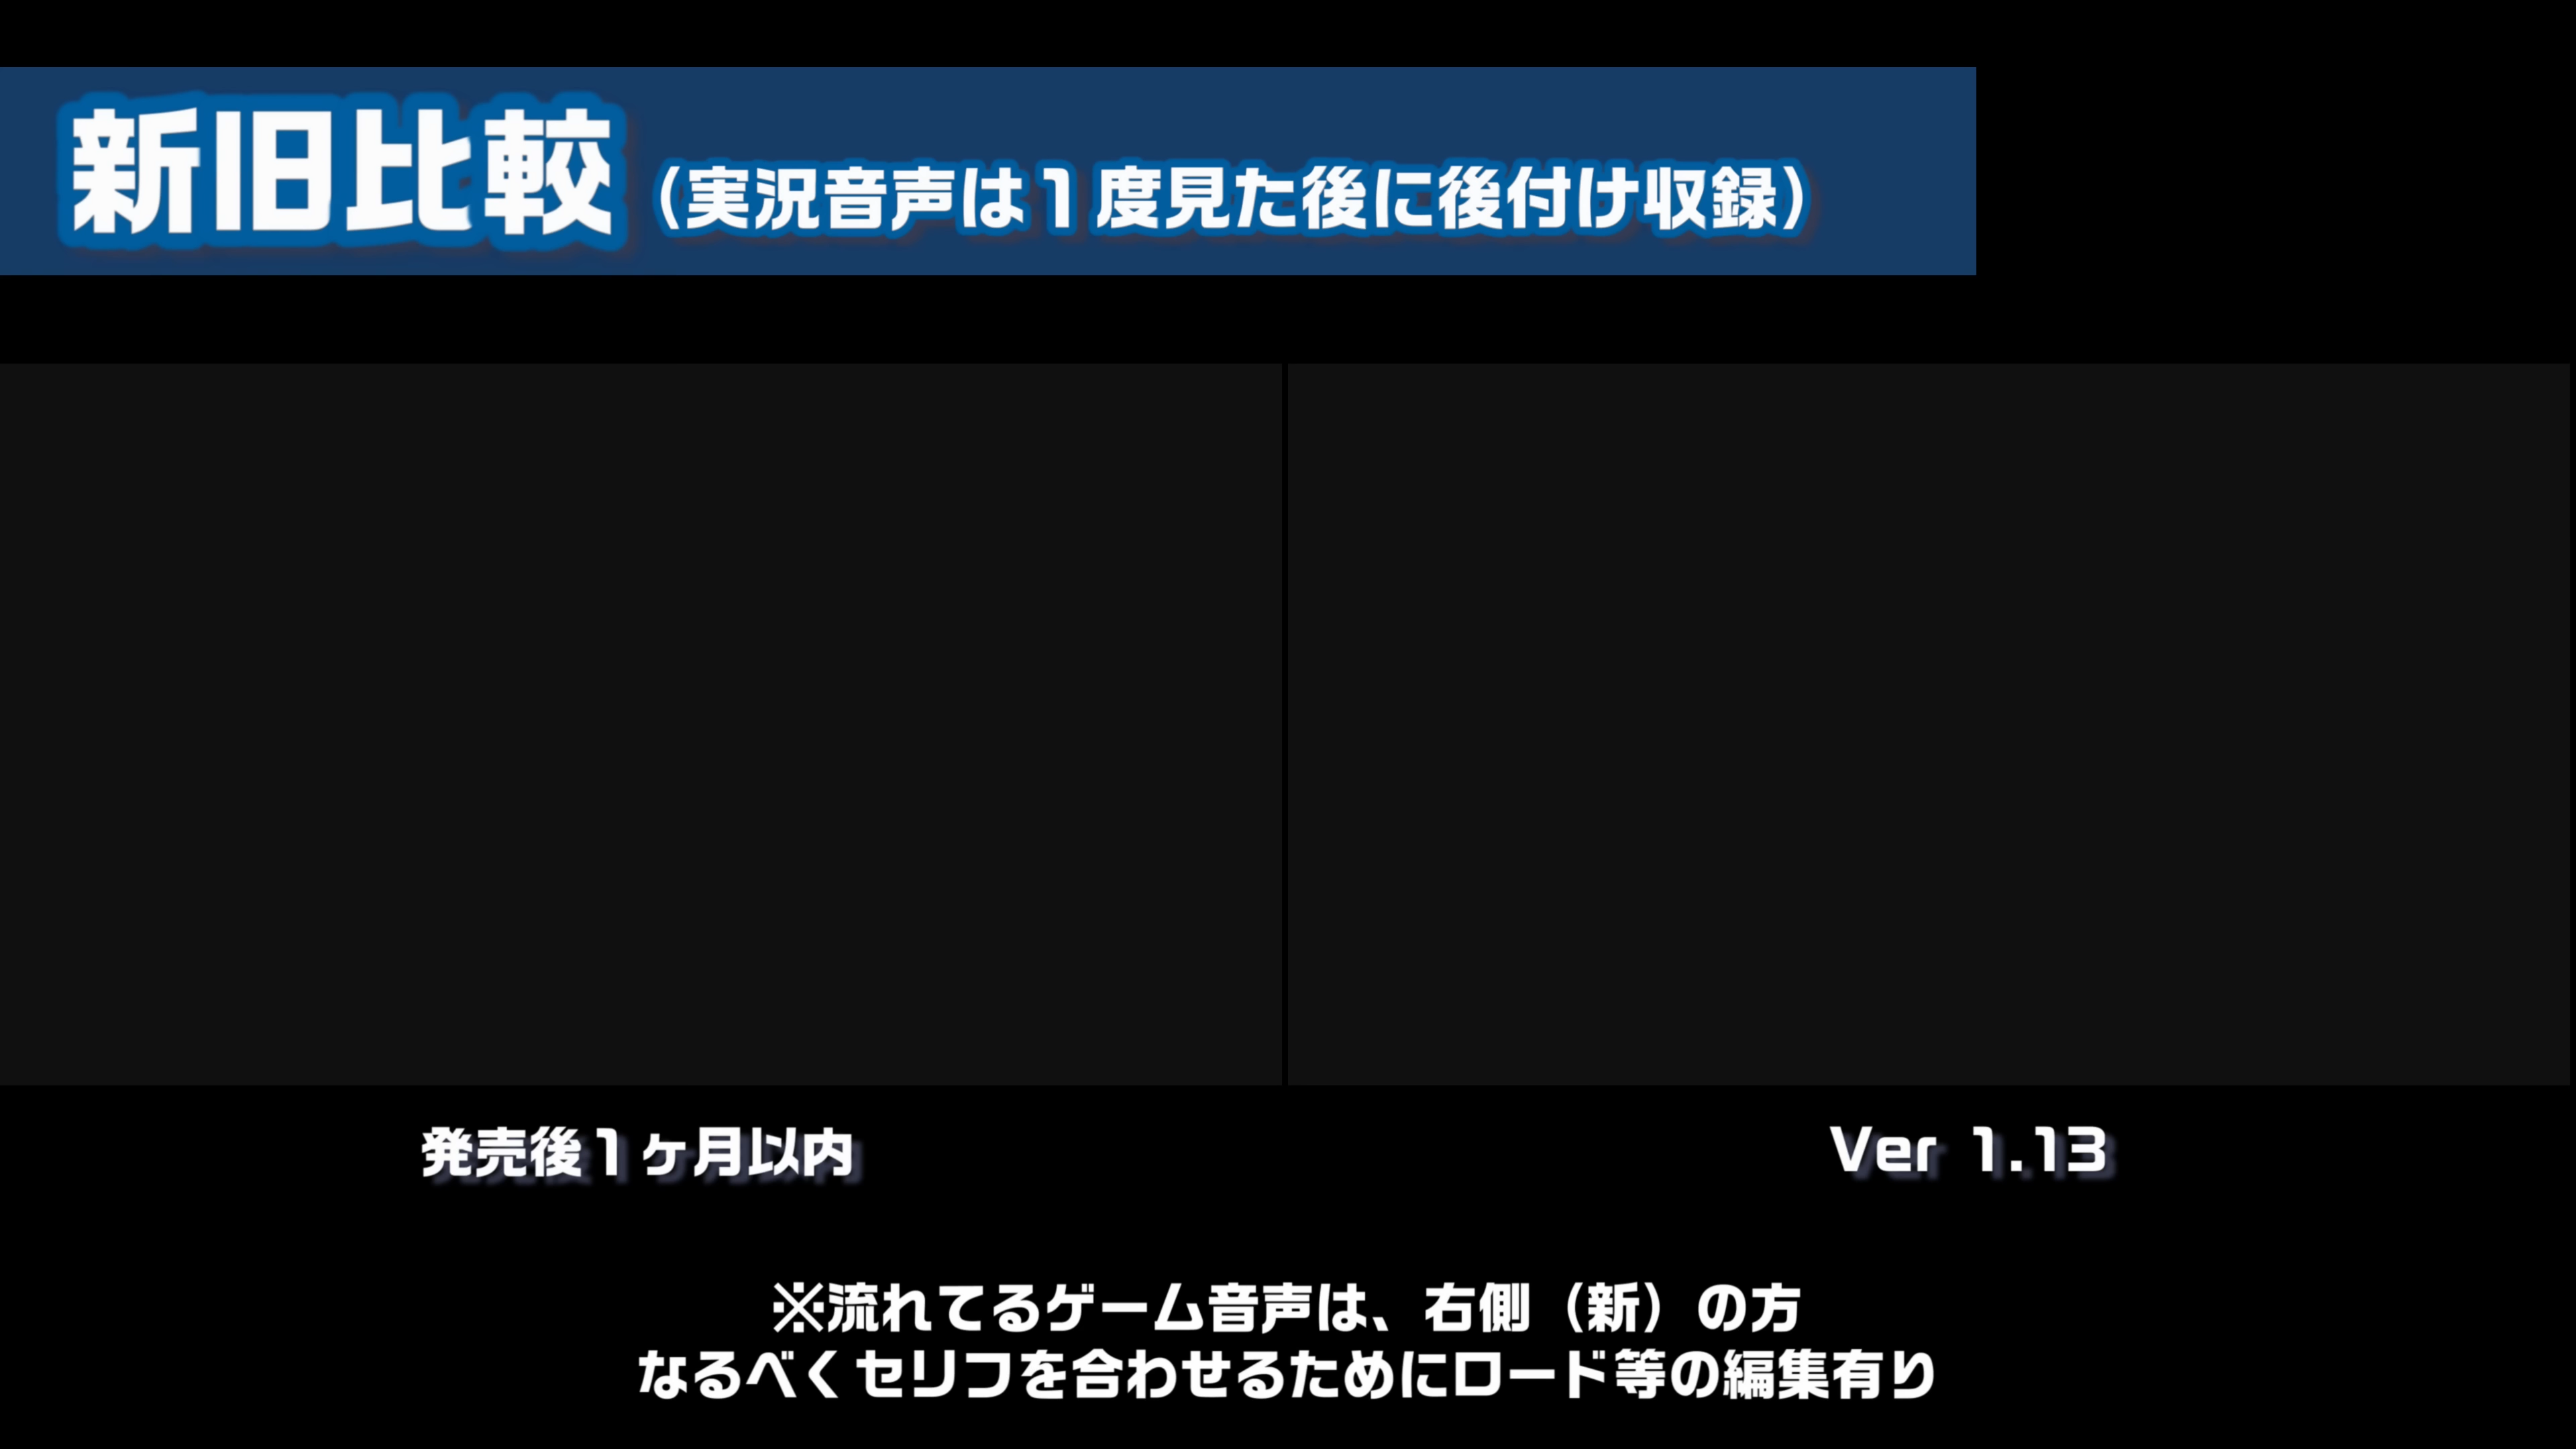 新旧比較（実況音声は1度見た後に後付け収録）
発売後1ヶ月以内
Ver 1.13
※流れてるゲーム音声は、右側（新）の方
なるべくセリフを合わせるためにロード等の編集有り